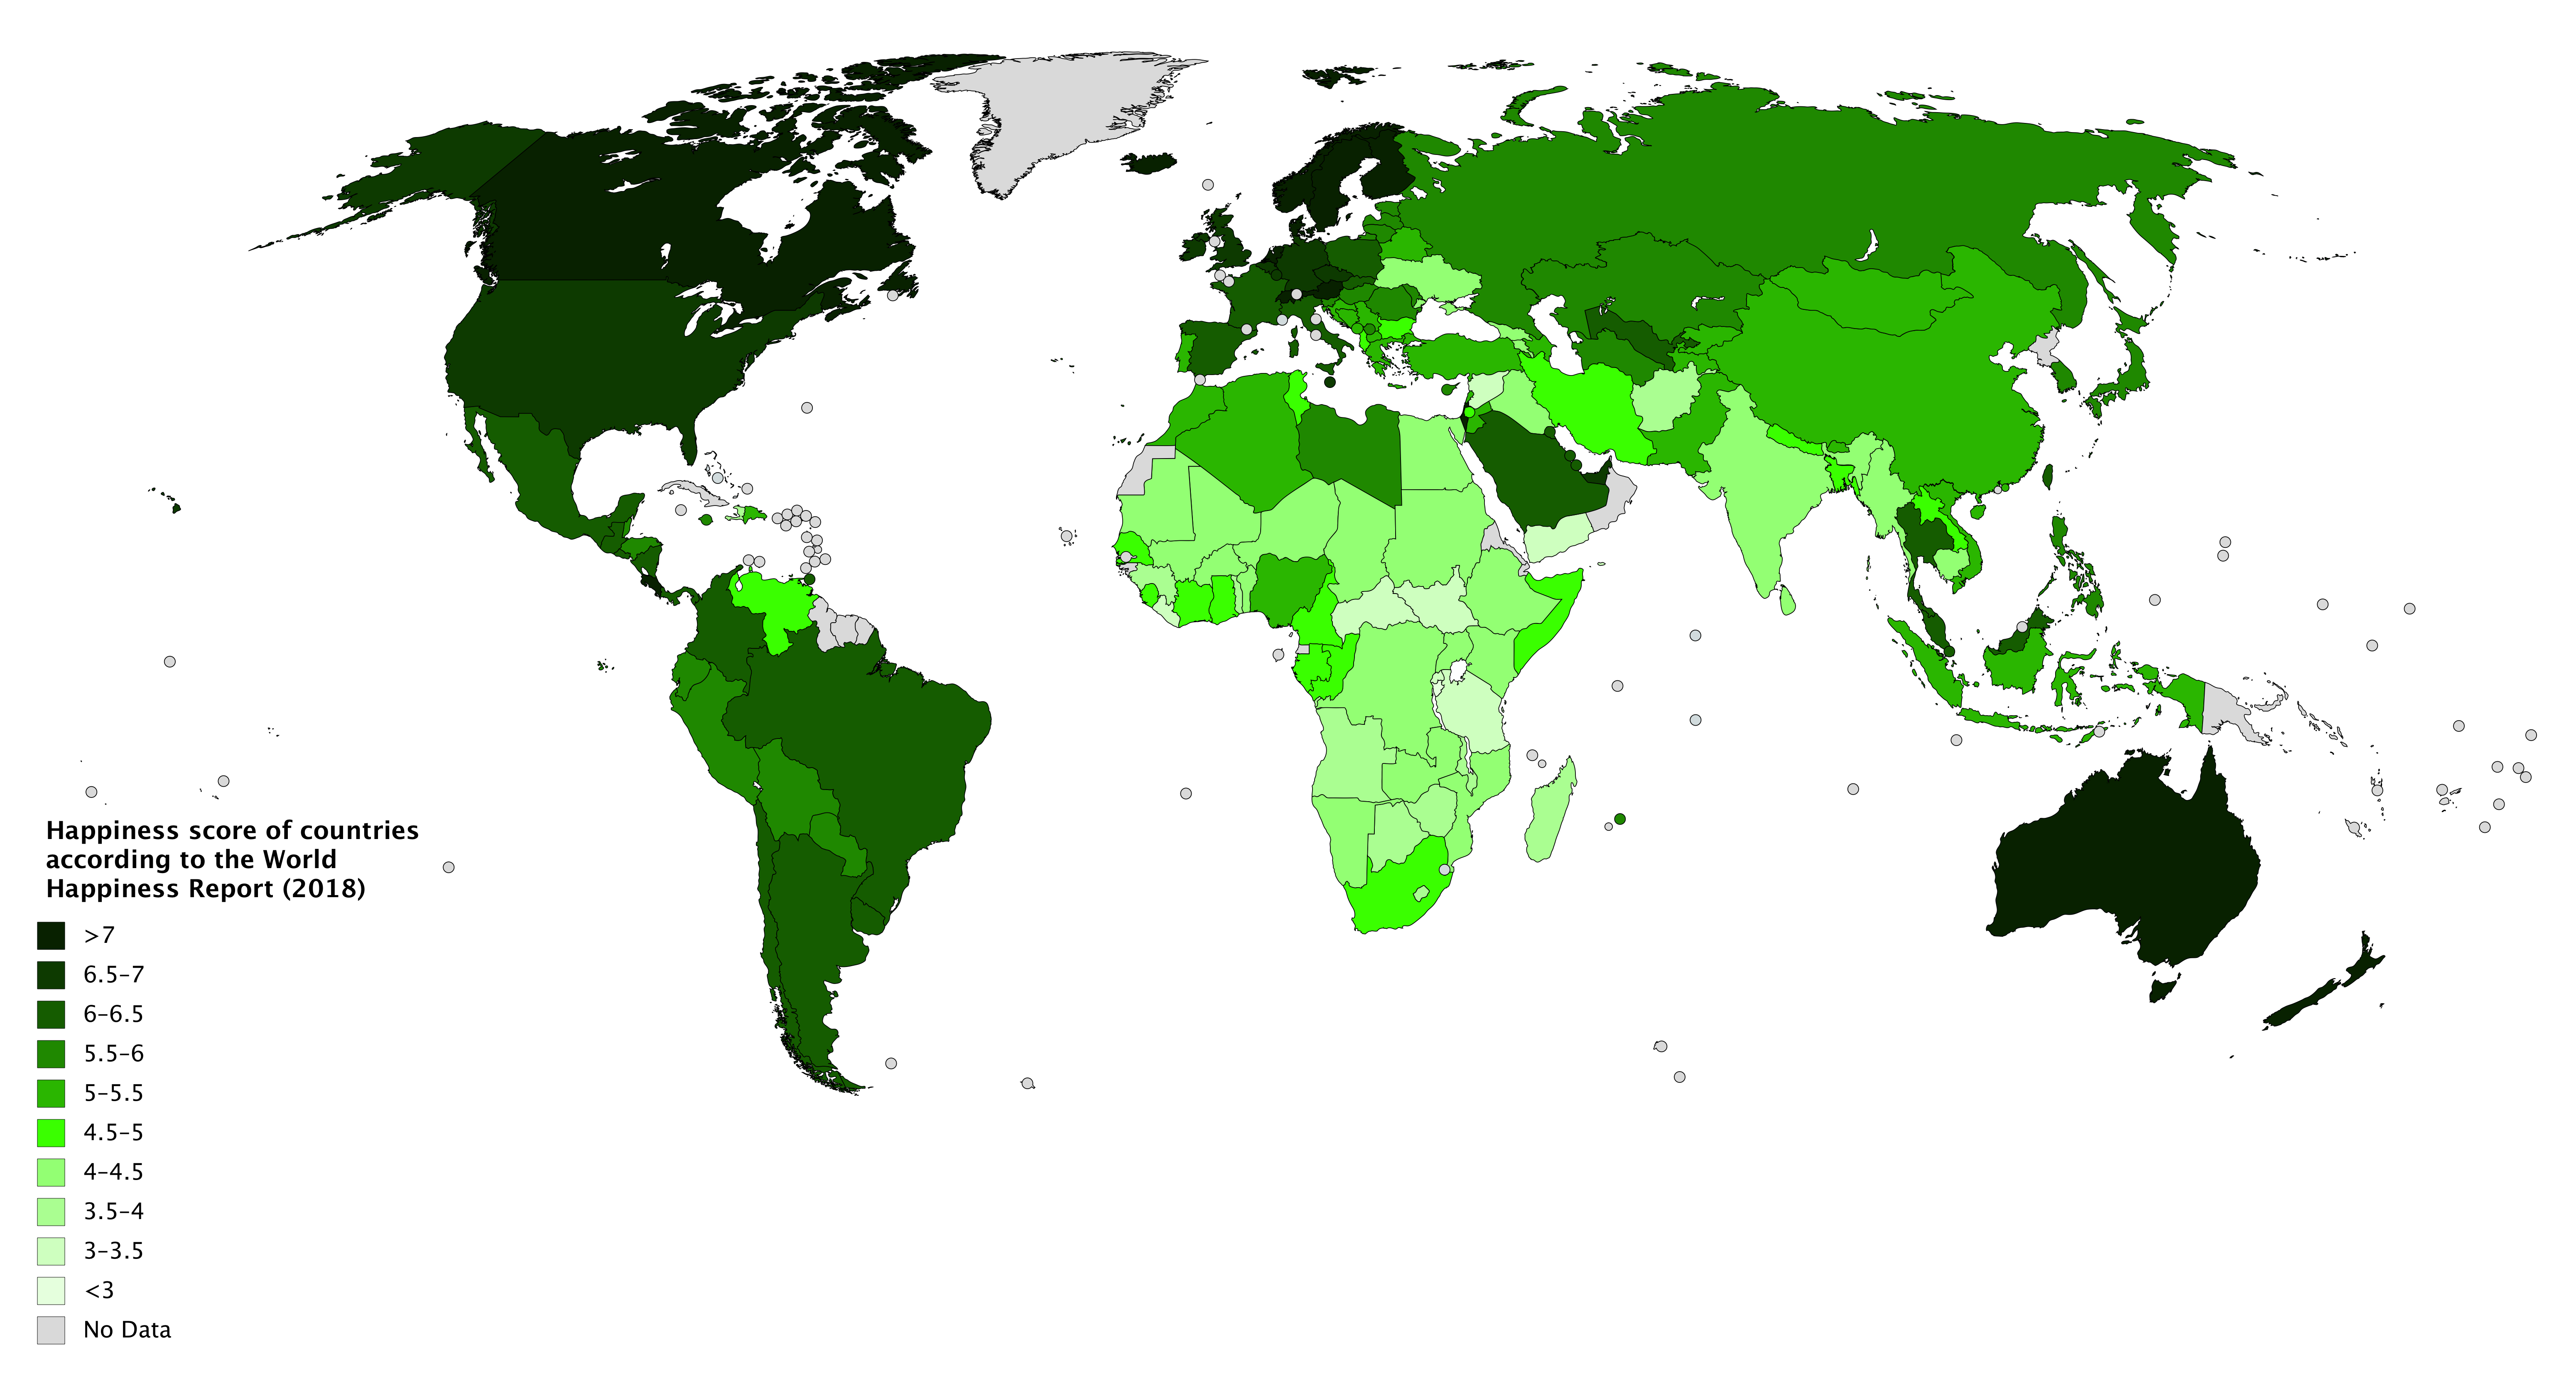 Happiness score of countries
according to the World
Happiness Report (2018)
>7
6.5–7
6–6.5
5.5–6
5–5.5
4.5–5
4–4.5
3.5–4
3–3.5
<3
No Data